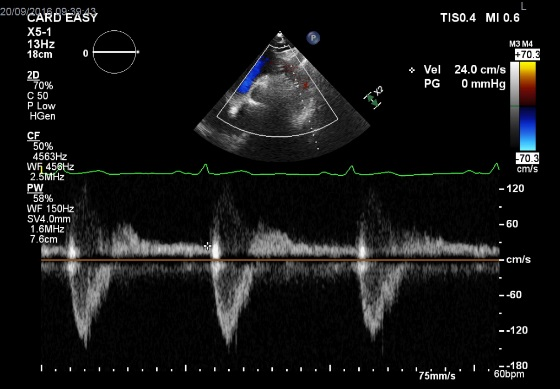 20/09/2016 09:39:43
CARD EASY
X5-1
13Hz
18cm
0
2D
70%
C 50
P Low
HGen
CF
50%
4563Hz
WF 456Hz
2.5MHz
PW
58%
WF 150Hz
SV4.0mm
1.6MHz
7.6cm
P
X2
L
TIS0.4 MI 0.6
M3 M4
+70.3
Vel 24.0 cm/s
PG 0 mmHg
-70.3
cm/s
120
60
cm/s
-60
-120
-180
75mm/s
60bpm